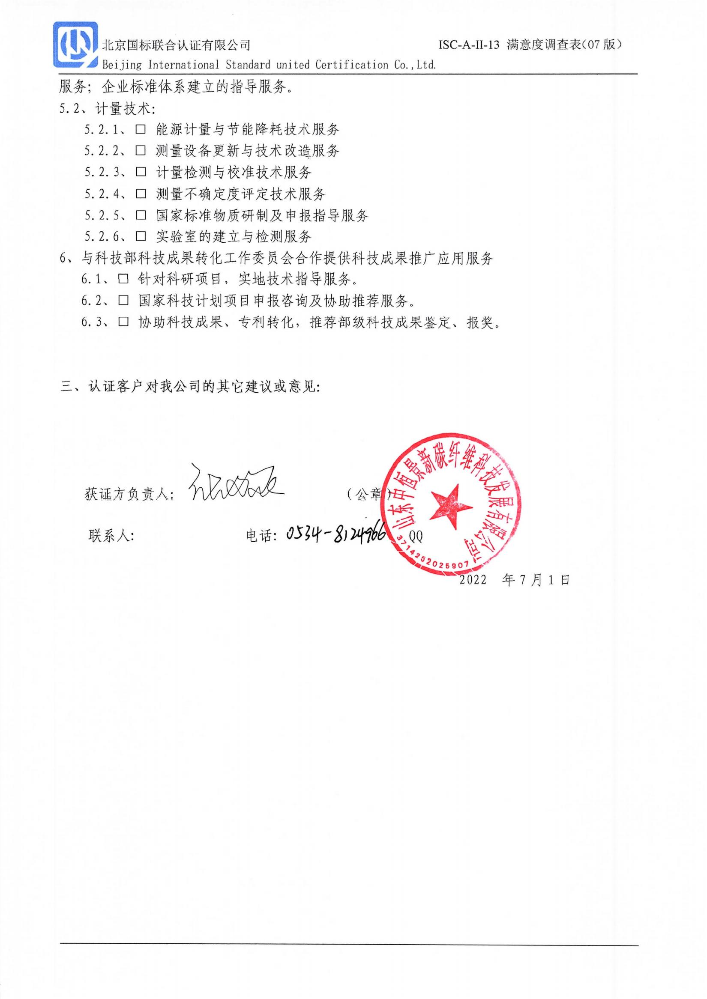 北京国标联合认证有限公司
ISC-A-II-13 满意度调查表(07版)
Beijing International Standard united Certification Co.,Ltd.
服务；企业标准体系建立的指导服务。
5.2、计量技术：
5.2.1、□ 能源计量与节能降耗技术服务
5.2.2、□ 测量设备更新与技术改造服务
5.2.3、□ 计量检测与校准技术服务
5.2.4、□ 测量不确定度评定技术服务
5.2.5、□ 国家标准物质研制及申报指导服务
5.2.6、□ 实验室的建立与检测服务
6、与科技部科技成果转化工作委员会合作提供科技成果推广应用服务
6.1、□ 针对科研项目，实地技术指导服务。
6.2、□ 国家科技计划项目申报咨询及协助推荐服务。
6.3、□ 协助科技成果、专利转化，推荐部级科技成果鉴定、报奖。
三、认证客户对我公司的其它建议或意见：
获证方负责人：
（公章）
山东中恒景新碳纤维科技发展有限公司
联系人：
电话：0534-8124966
QQ
3714252025907
2022 年7月1日